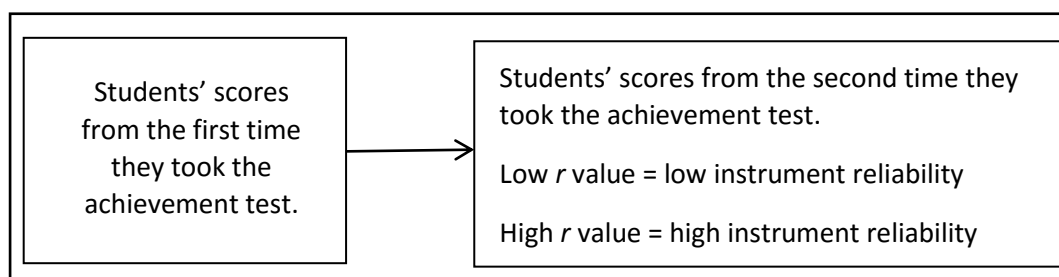 Students’ scores
from the first time
they took the
achievement test.
Students’ scores from the second time they
took the achievement test.
Low r value = low instrument reliability
High r value = high instrument reliability